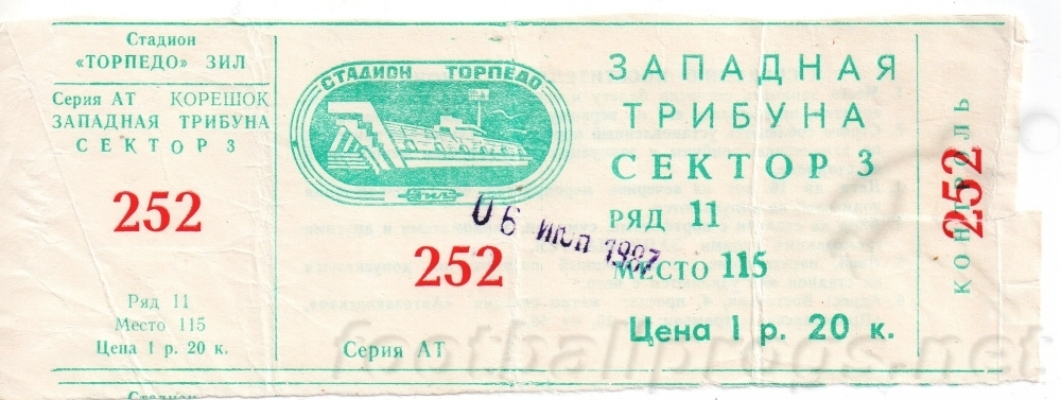 Стадион
«ТОРПЕДО» ЗИЛ
Серия АТ КОРЕШОК
ЗАПАДНАЯ ТРИБУНА
СЕКТОР 3
252
Ряд 11
Место 115
Цена 1 р. 20 к.
СТАДИОН ТОРПЕДО
ЗИЛ
06 ИЮЛ 1987
252
Серия АТ
ЗАПАДНАЯ
ТРИБУНА
СЕКТОР 3
РЯД 11
МЕСТО 115
Цена 1 р. 20 к.
КОНТРОЛЬ
252
footballprogs.net
Стадион